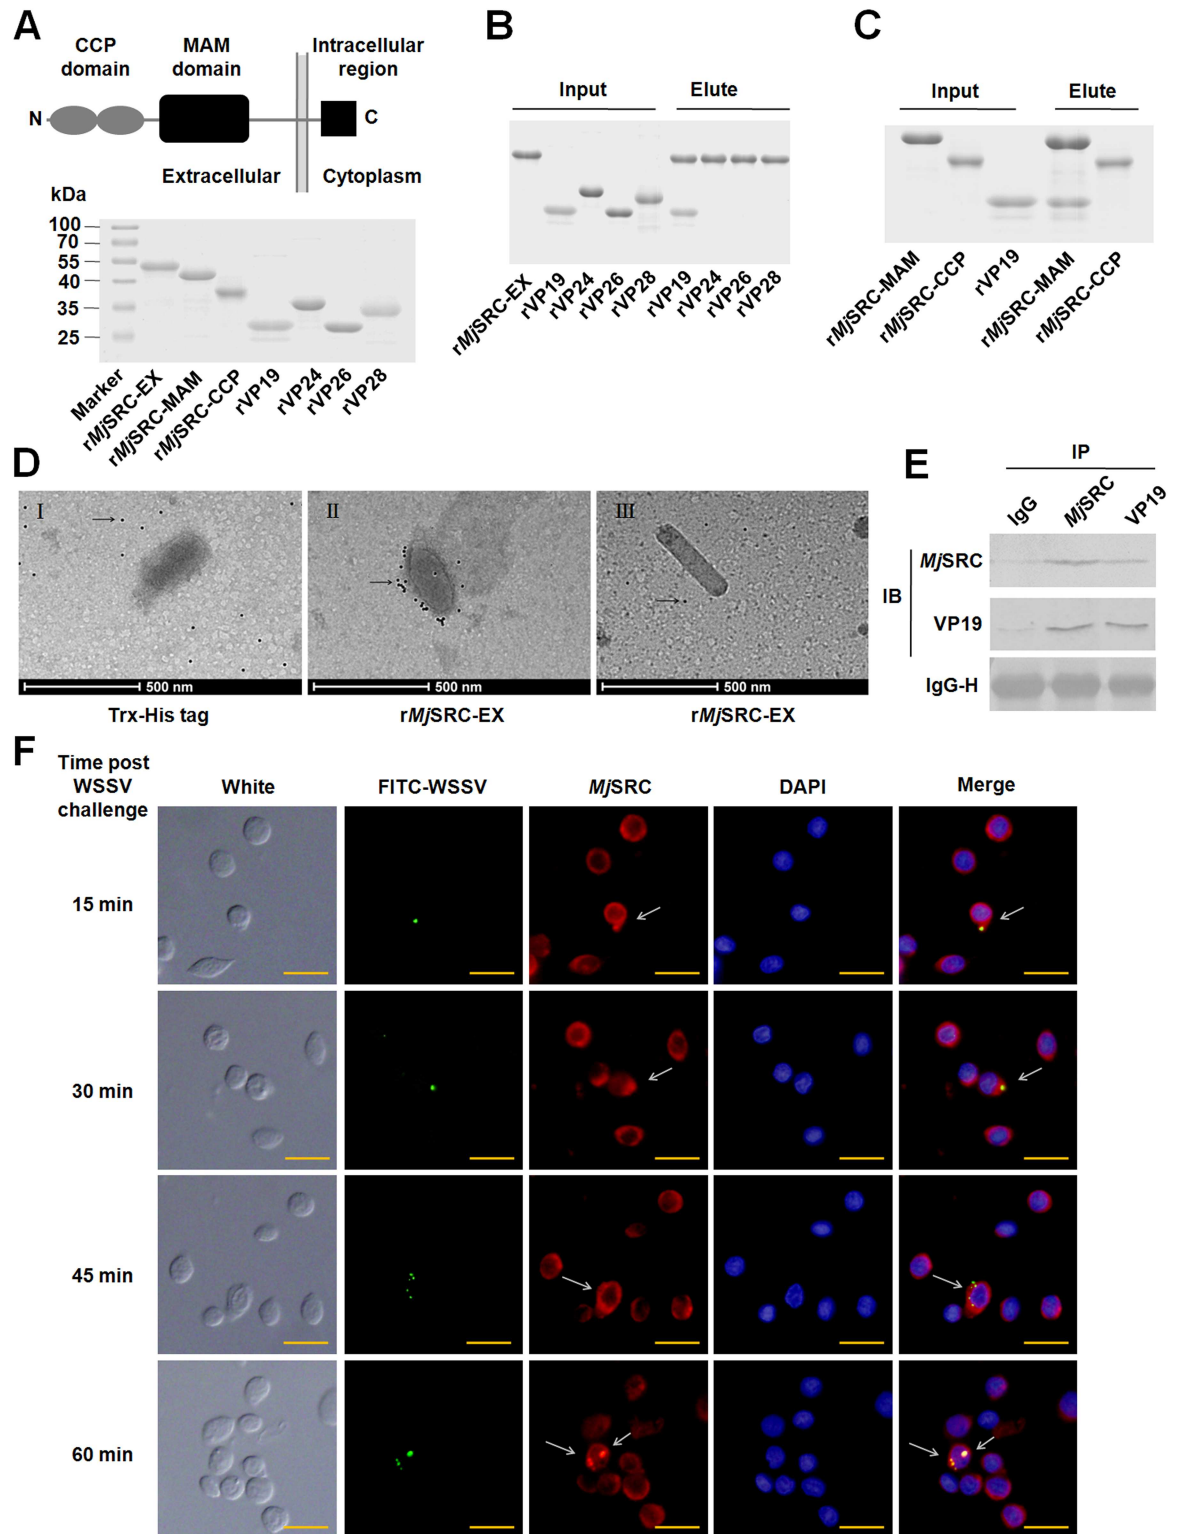 A
CCP
domain
MAM
domain
Intracellular
region
N
C
Extracellular
Cytoplasm
kDa
100
70
55
40
35
25
Marker
rMjSRC-EX
rMjSRC-MAM
rMjSRC-CCP
rVP19
rVP24
rVP26
rVP28
B
Input
Elute
rMjSRC-EX
rVP19
rVP24
rVP26
rVP28
rVP19
rVP24
rVP26
rVP28
C
Input
Elute
rMjSRC-MAM
rMjSRC-CCP
rVP19
rMjSRC-MAM
rMjSRC-CCP
D
I
II
III
500 nm
500 nm
500 nm
Trx-His tag
rMjSRC-EX
rMjSRC-EX
E
IP
IgG
MjSRC
VP19
IB
MjSRC
VP19
IgG-H
F
Time post
WSSV
challenge
White
FITC-WSSV
MjSRC
DAPI
Merge
15 min
30 min
45 min
60 min